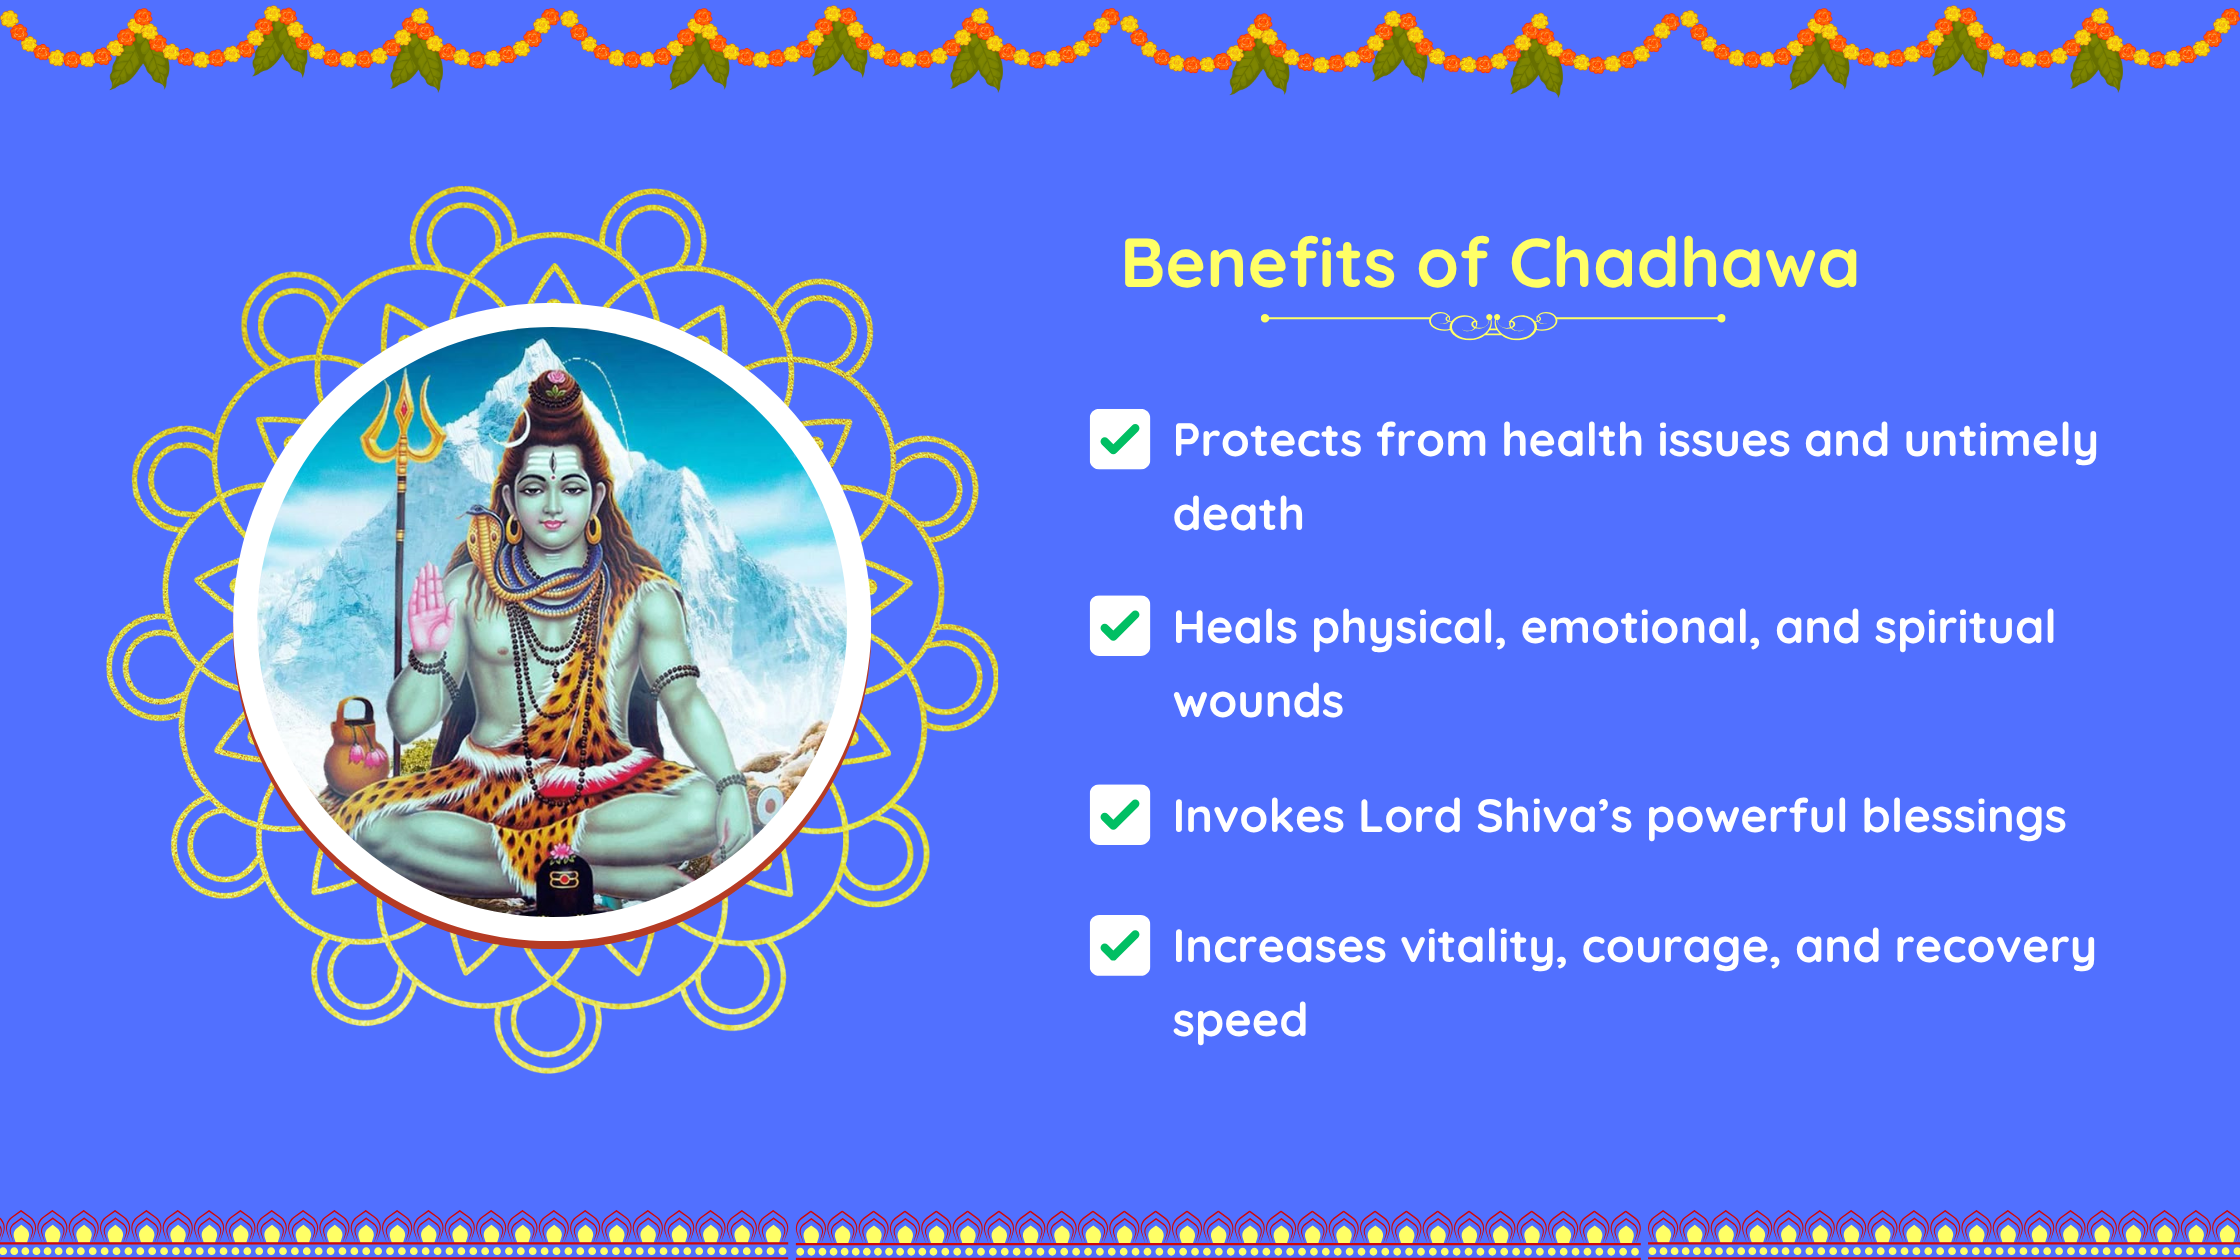 Benefits of Chadhawa
Protects from health issues and untimely
death
Heals physical, emotional, and spiritual
wounds
Invokes Lord Shiva’s powerful blessings
Increases vitality, courage, and recovery
speed